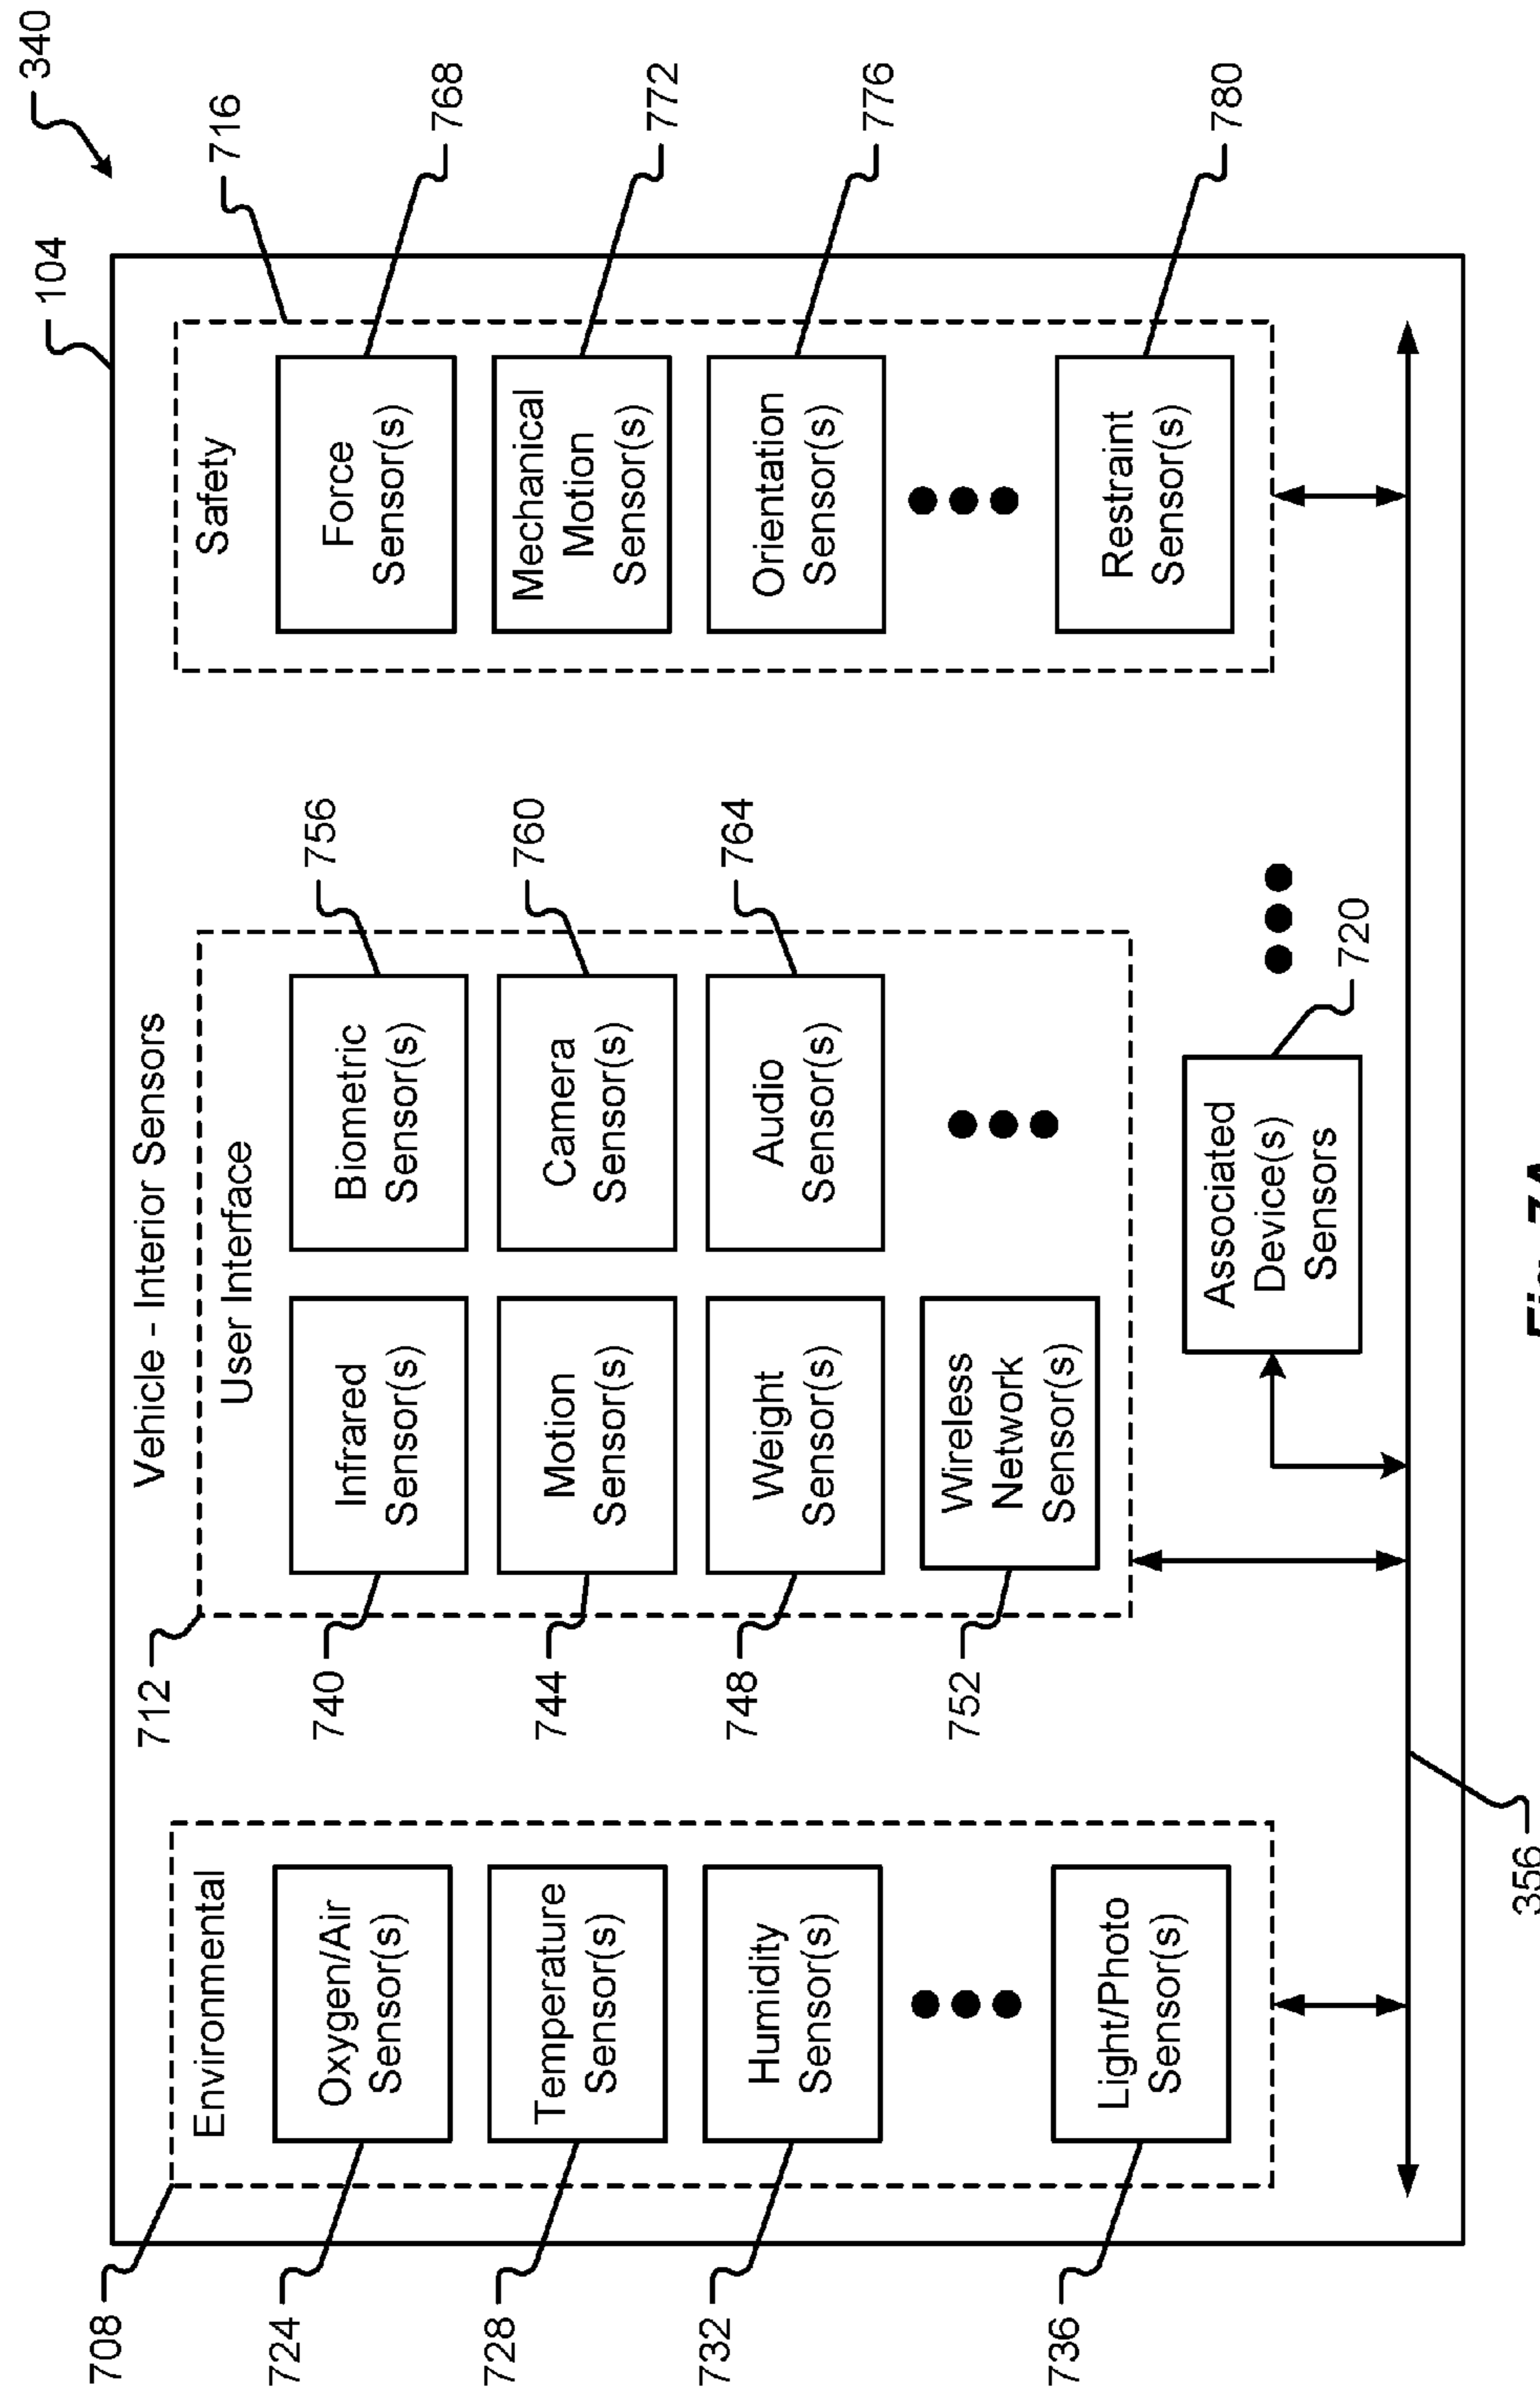 340
104
716
Vehicle - Interior Sensors
708
Environmental
724
Oxygen/Air
Sensor(s)
728
Temperature
Sensor(s)
732
Humidity
Sensor(s)
736
Light/Photo
Sensor(s)
712
User Interface
740
Infrared
Sensor(s)
Biometric
Sensor(s)
756
744
Motion
Sensor(s)
Camera
Sensor(s)
760
748
Weight
Sensor(s)
Audio
Sensor(s)
764
752
Wireless
Network
Sensor(s)
Associated
Device(s)
Sensors
720
Safety
Force
Sensor(s)
768
Mechanical
Motion
Sensor(s)
772
Orientation
Sensor(s)
776
Restraint
Sensor(s)
780
356
Fig. 7A